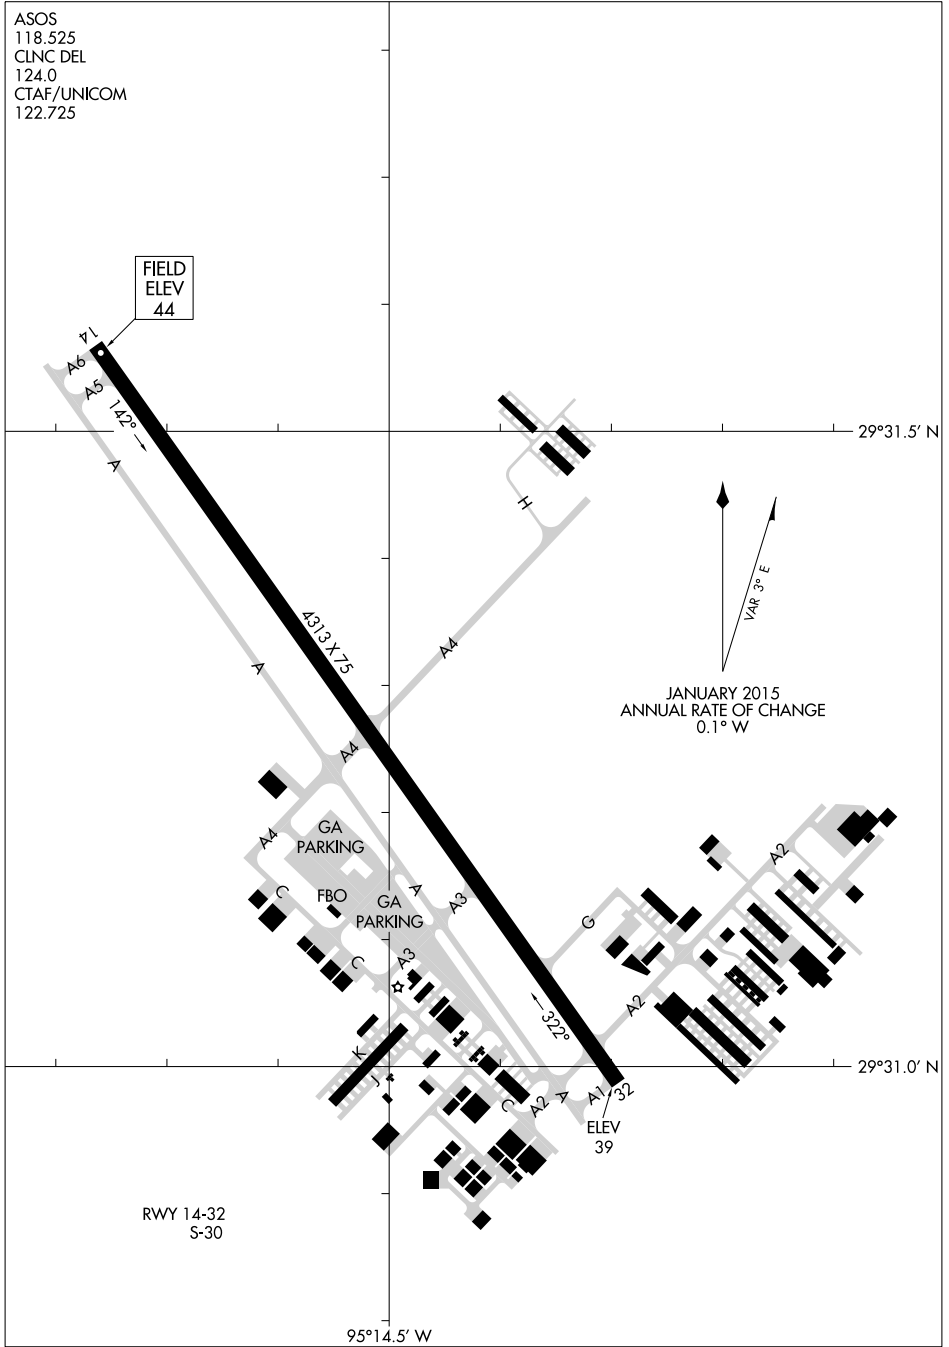 ASOS
118.525
CLNC DEL
124.0
CTAF/UNICOM
122.725
FIELD
ELEV
44
14
A6
A5
142°
A
29°31.5' N
H
VAR 3° E
4313 X 75
A4
A
JANUARY 2015
ANNUAL RATE OF CHANGE
0.1° W
A4
GA
PARKING
A4
A2
FBO
C
A
GA
PARKING
A3
G
C
A3
A2
322°
K
J
29°31.0' N
C
A2
A
A1
32
ELEV
39
RWY 14-32
S-30
95°14.5' W